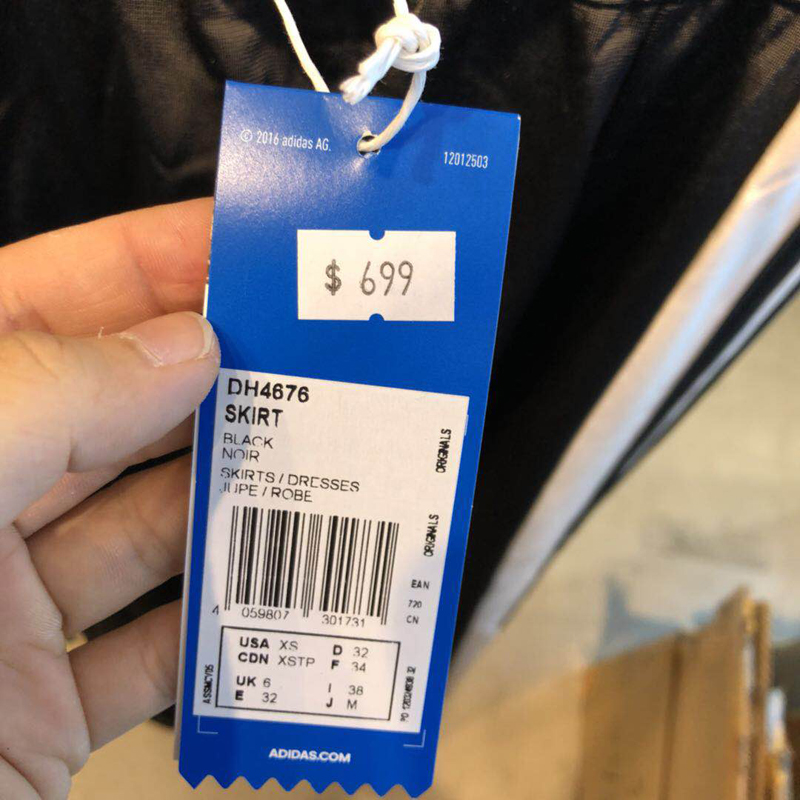 © 2016 adidas AG.
12012503
$ 699
DH4676
SKIRT
BLACK
NOIR
SKIRTS / DRESSES
JUPE / ROBE
ORIGINALS
ORIGINALS
EAN
720
CN
4 059807 301731
USA XS D 32
CDN XSTP F 34
UK 6 I 38
E 32 J M
ADIDAS.COM